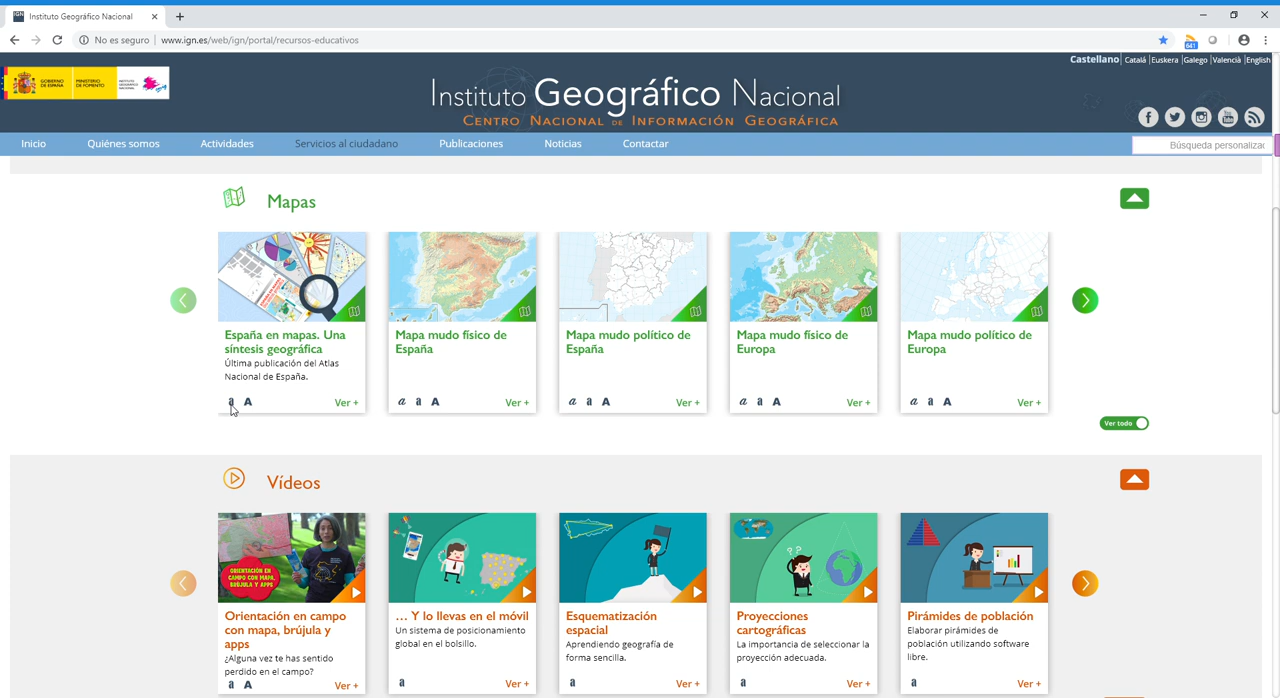 Instituto Geográfico Nacional
No es seguro www.ign.es/web/ign/portal/recursos-educativos
641
Castellano Català Euskera Galego Valencià English
GOBIERNO DE ESPAÑA
MINISTERIO DE FOMENTO
Instituto Geográfico Nacional
CENTRO NACIONAL DE INFORMACIÓN GEOGRÁFICA
Inicio Quiénes somos Actividades Servicios al ciudadano Publicaciones Noticias Contactar
Búsqueda personalizac
Mapas
España en mapas. Una
síntesis geográfica
Última publicación del Atlas
Nacional de España.
a A Ver +
Mapa mudo físico de
España
a a A Ver +
Mapa mudo político de
España
a a A Ver +
Mapa mudo físico de
Europa
a a A Ver +
Mapa mudo político de
Europa
a a A Ver +
Ver todo
Vídeos
ORIENTACIÓN EN
CAMPO CON MAPA,
BRÚJULA Y APPS
Orientación en campo
con mapa, brújula y
apps
¿Alguna vez te has sentido
perdido en el campo?
a A Ver +
... Y lo llevas en el móvil
Un sistema de posicionamiento
global en el bolsillo.
a Ver +
Esquematización
espacial
Aprendiendo geografía de
forma sencilla.
a Ver +
Proyecciones
cartográficas
La importancia de seleccionar la
proyección adecuada.
a Ver +
Pirámides de población
Elaborar pirámides de
población utilizando software
libre.
a Ver +